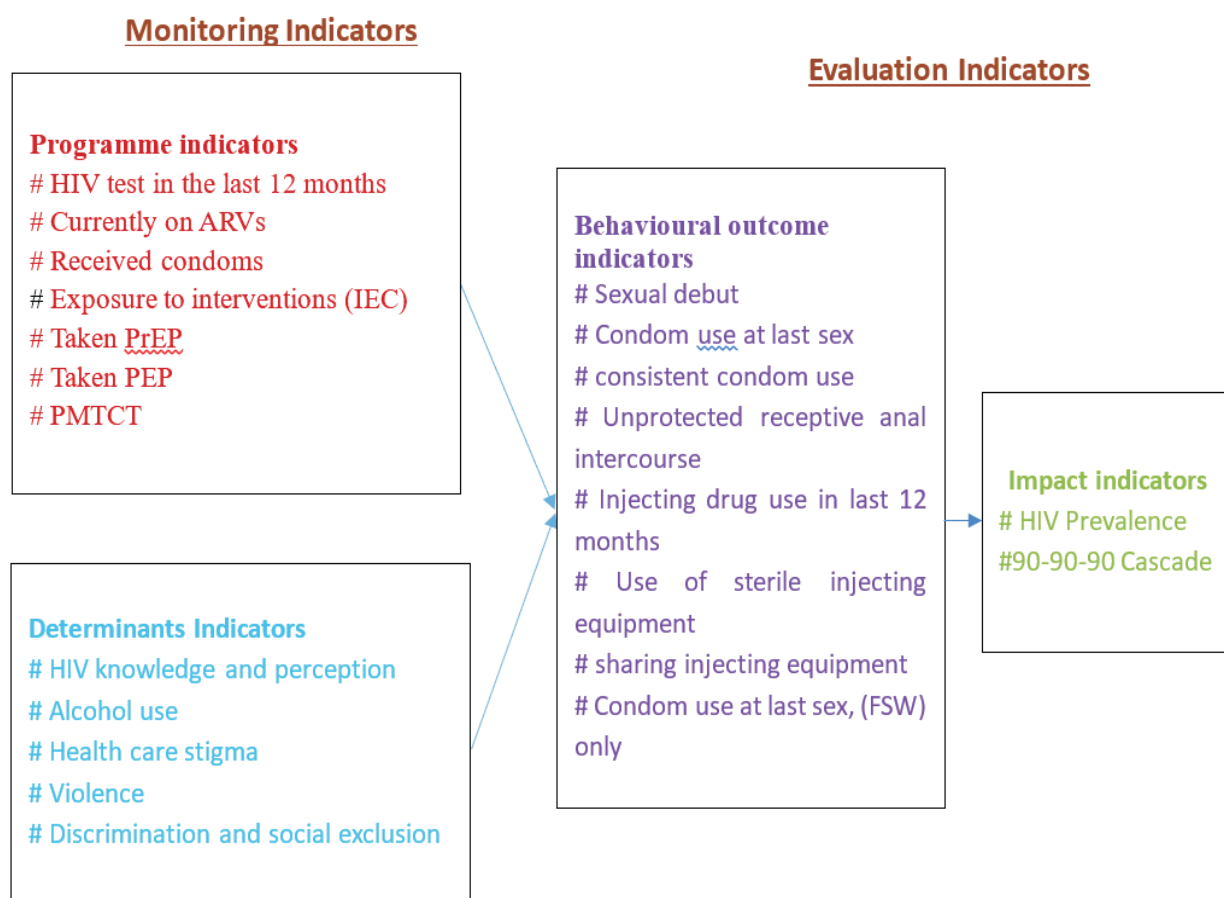 Monitoring Indicators
Evaluation Indicators
Programme indicators
# HIV test in the last 12 months
# Currently on ARVs
# Received condoms
# Exposure to interventions (IEC)
# Taken PrEP
# Taken PEP
# PMTCT
Determinants Indicators
# HIV knowledge and perception
# Alcohol use
# Health care stigma
# Violence
# Discrimination and social exclusion
Behavioural outcome
indicators
# Sexual debut
# Condom use at last sex
# consistent condom use
# Unprotected receptive anal
intercourse
# Injecting drug use in last 12
months
# Use of sterile injecting
equipment
# sharing injecting equipment
# Condom use at last sex, (FSW)
only
Impact indicators
# HIV Prevalence
#90-90-90 Cascade